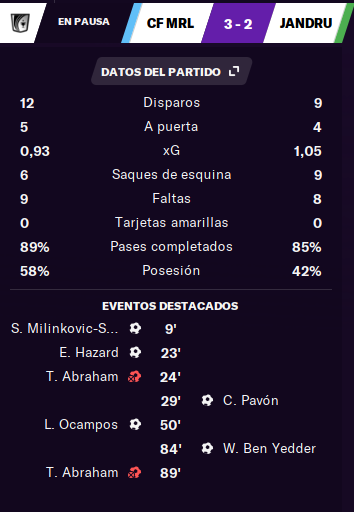 EN PAUSA CF MRL 3 - 2 JANDRU
DATOS DEL PARTIDO
12 Disparos 9
5 A puerta 4
0,93 xG 1,05
6 Saques de esquina 9
9 Faltas 8
0 Tarjetas amarillas 0
89% Pases completados 85%
58% Posesión 42%
EVENTOS DESTACADOS
S. Milinkovic-S... 9'
E. Hazard 23'
T. Abraham 24'
29' C. Pavón
L. Ocampos 50'
84' W. Ben Yedder
T. Abraham 89'